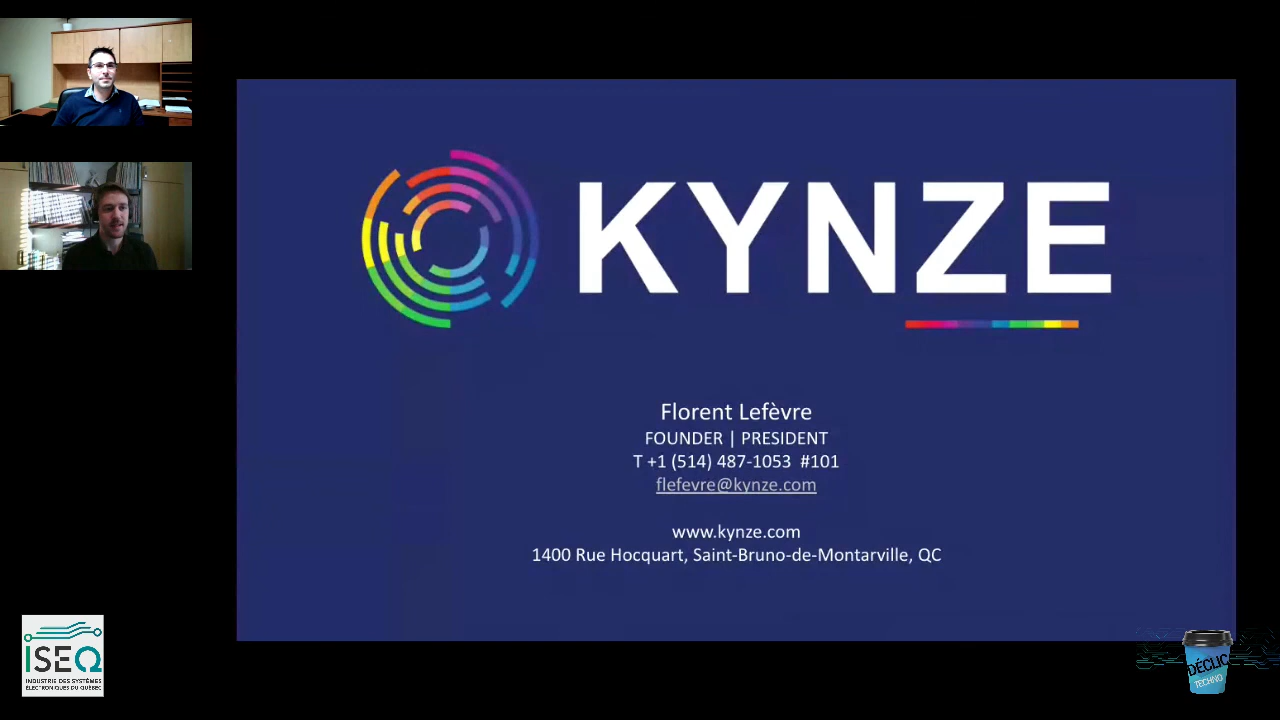 KYNZE
Florent Lefèvre
FOUNDER | PRESIDENT
T +1 (514) 487-1053 #101
flefevre@kynze.com
www.kynze.com
1400 Rue Hocquart, Saint-Bruno-de-Montarville, QC
ISEQ
INDUSTRIE DES SYSTÈMES
ÉLECTRONIQUES DU QUÉBEC
DÉCLIC
TECHNO